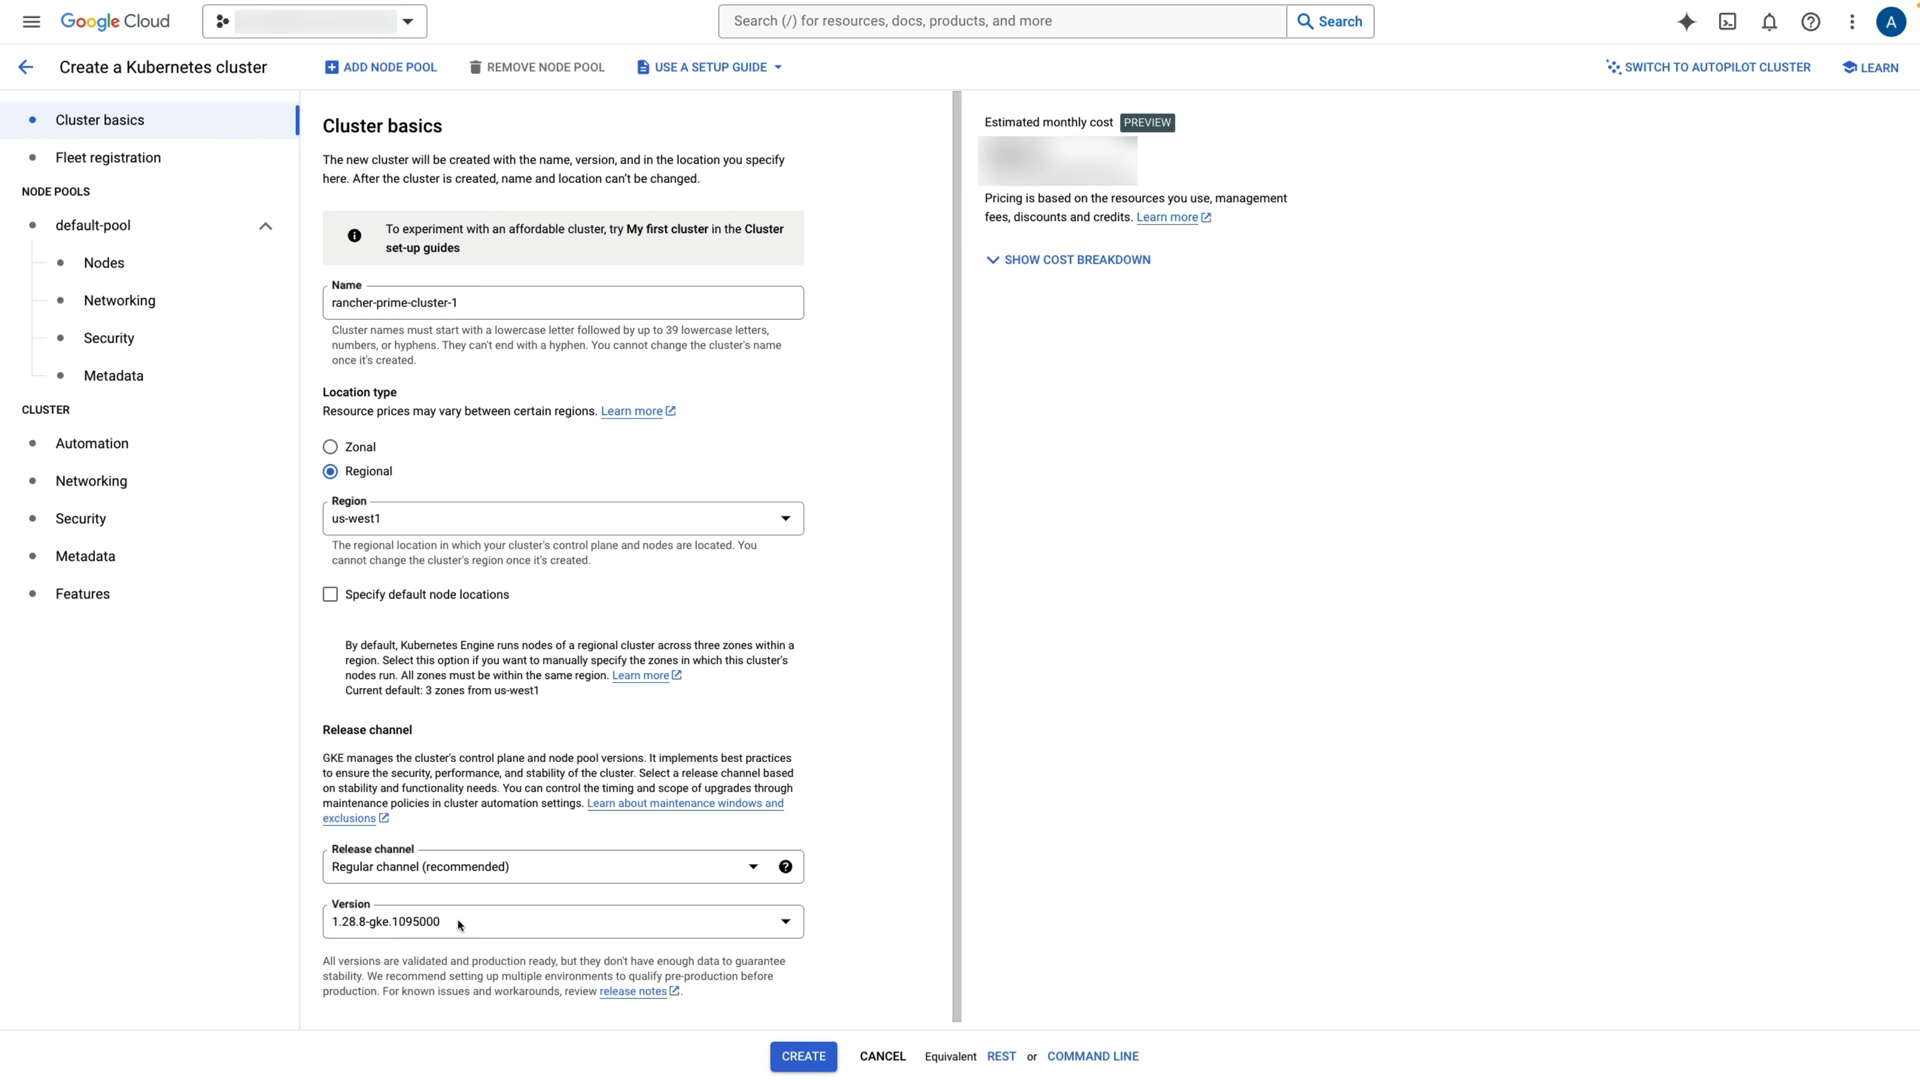 Google Cloud
Search (/) for resources, docs, products, and more
Search
A
Create a Kubernetes cluster
ADD NODE POOL
REMOVE NODE POOL
USE A SETUP GUIDE
SWITCH TO AUTOPILOT CLUSTER
LEARN
Cluster basics
Fleet registration
NODE POOLS
default-pool
Nodes
Networking
Security
Metadata
CLUSTER
Automation
Networking
Security
Metadata
Features
Cluster basics
The new cluster will be created with the name, version, and in the location you specify
here. After the cluster is created, name and location can't be changed.
To experiment with an affordable cluster, try My first cluster in the Cluster
set-up guides
Name
rancher-prime-cluster-1
Cluster names must start with a lowercase letter followed by up to 39 lowercase letters,
numbers, or hyphens. They can't end with a hyphen. You cannot change the cluster's name
once it's created.
Location type
Resource prices may vary between certain regions. Learn more
Zonal
Regional
Region
us-west1
The regional location in which your cluster's control plane and nodes are located. You
cannot change the cluster's region once it's created.
Specify default node locations
By default, Kubernetes Engine runs nodes of a regional cluster across three zones within a
region. Select this option if you want to manually specify the zones in which this cluster's
nodes run. All zones must be within the same region. Learn more
Current default: 3 zones from us-west1
Release channel
GKE manages the cluster's control plane and node pool versions. It implements best practices
to ensure the security, performance, and stability of the cluster. Select a release channel based
on stability and functionality needs. You can control the timing and scope of upgrades through
maintenance policies in cluster automation settings. Learn about maintenance windows and
exclusions
Release channel
Regular channel (recommended)
Version
1.28.8-gke.1095000
All versions are validated and production ready, but they don't have enough data to guarantee
stability. We recommend setting up multiple environments to qualify pre-production before
production. For known issues and workarounds, review release notes.
Estimated monthly cost PREVIEW
Pricing is based on the resources you use, management
fees, discounts and credits. Learn more
SHOW COST BREAKDOWN
CREATE
CANCEL
Equivalent REST or COMMAND LINE